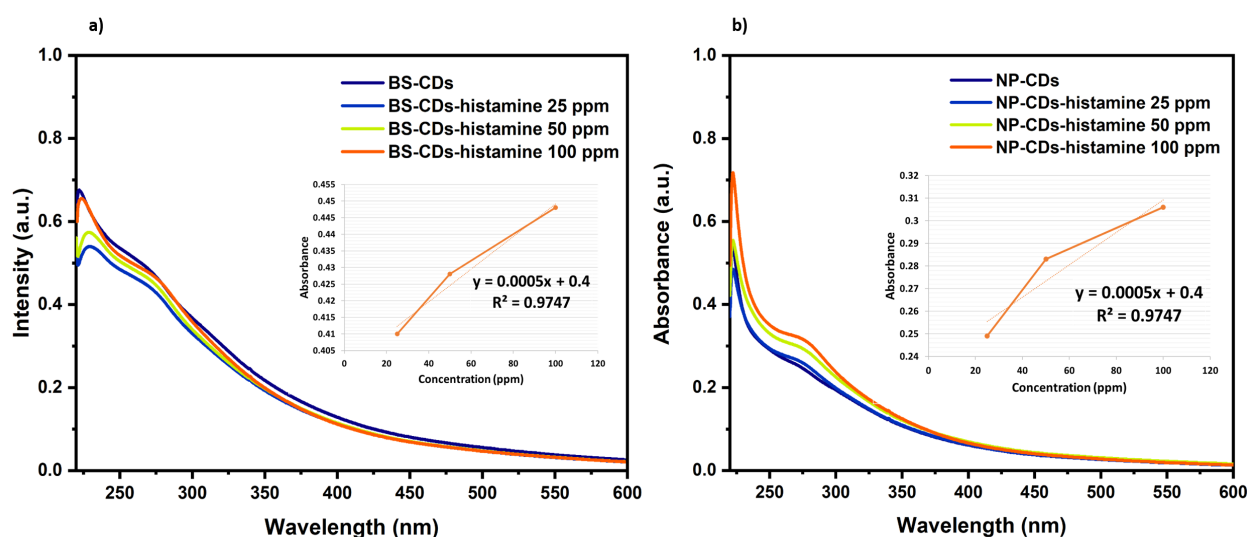 a)
1.0
0.8
0.6
0.4
0.2
0.0
Intensity (a.u.)
250 300 350 400 450 500 550 600
Wavelength (nm)
BS-CDs
BS-CDs-histamine 25 ppm
BS-CDs-histamine 50 ppm
BS-CDs-histamine 100 ppm
0.455
0.45
0.445
0.44
0.435
0.43
0.425
0.42
0.415
0.41
0.405
Absorbance
0 20 40 60 80 100 120
Concentration (ppm)
y = 0.0005x + 0.4
R² = 0.9747
b)
1.0
0.8
0.6
0.4
0.2
0.0
Absorbance (a.u.)
250 300 350 400 450 500 550 600
Wavelength (nm)
NP-CDs
NP-CDs-histamine 25 ppm
NP-CDs-histamine 50 ppm
NP-CDs-histamine 100 ppm
0.32
0.31
0.3
0.29
0.28
0.27
0.26
0.25
0.24
Absorbance
0 20 40 60 80 100 120
Concentration (ppm)
y = 0.0005x + 0.4
R² = 0.9747